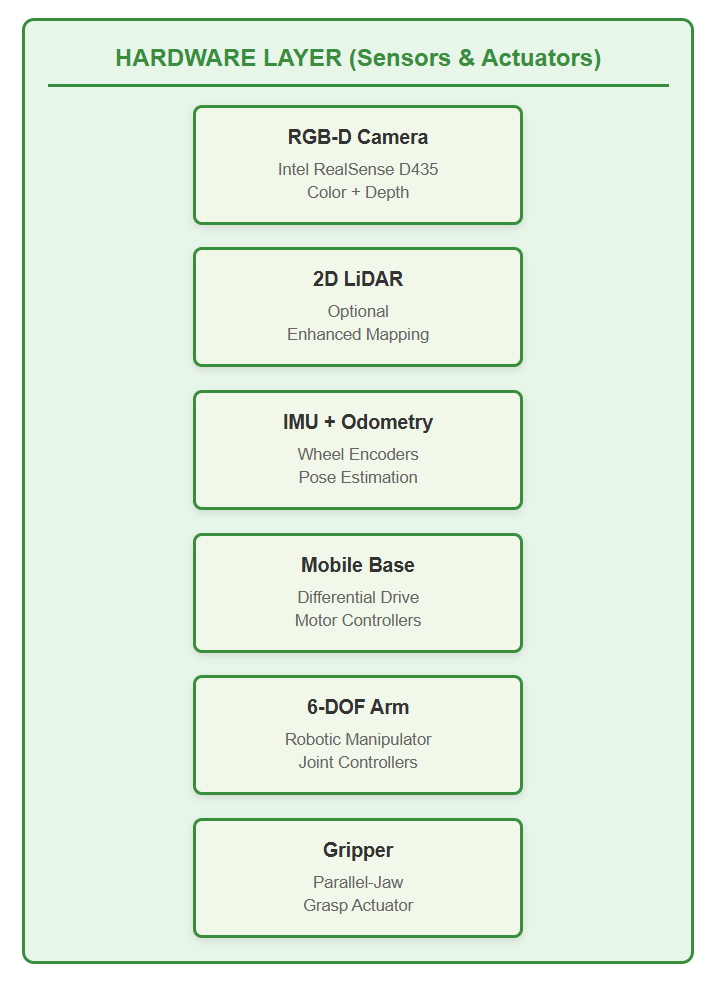 HARDWARE LAYER (Sensors & Actuators)
RGB-D Camera
Intel RealSense D435
Color + Depth
2D LiDAR
Optional
Enhanced Mapping
IMU + Odometry
Wheel Encoders
Pose Estimation
Mobile Base
Differential Drive
Motor Controllers
6-DOF Arm
Robotic Manipulator
Joint Controllers
Gripper
Parallel-Jaw
Grasp Actuator